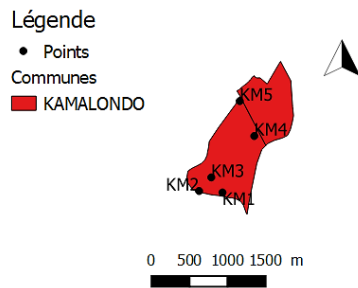 Légende
Points
Communes
KAMALONDO
KM5
KM4
KM3
KM2
KM1
0 500 1000 1500 m